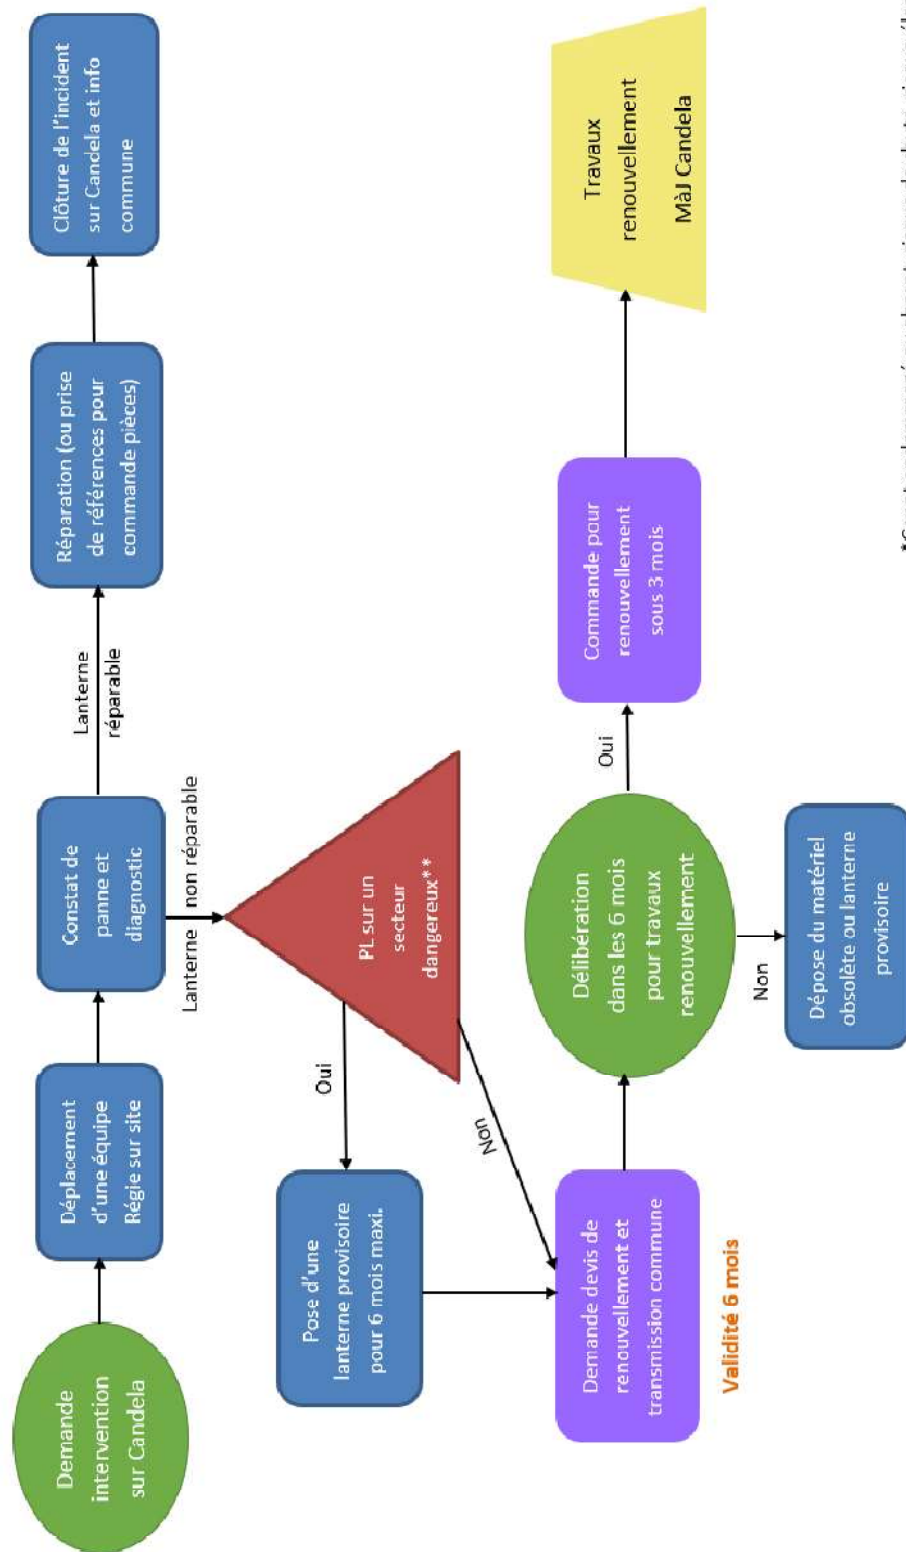 Demande
intervention
sur Candela
Déplacement
d'une équipe
Régie sur site
Constat de
panne et
diagnostic
Lanterne
réparable
Réparation (ou prise
de références pour
commande pièces)
Clôture de l'incident
sur Candela et info
commune
Lanterne non réparable
PL sur un
secteur
dangereux**
Oui
Non
Pose d'une
lanterne provisoire
pour 6 mois maxi.
Demande devis de
renouvellement et
transmission commune
Validité 6 mois
Délibération
dans les 6 mois
pour travaux
renouvellement
Oui
Non
Commande pour
renouvellement
sous 3 mois
Travaux
renouvellement
MàJ Candela
Dépose du matériel
obsolète ou lanterne
provisoire